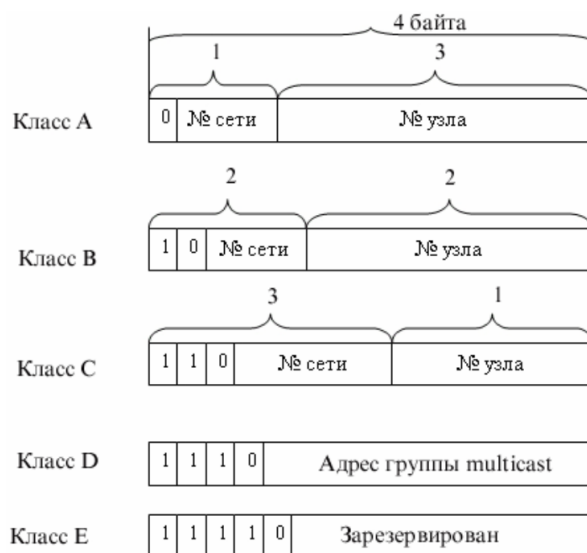 4 байта
1 3
Класс А 0 № сети № узла
2 2
Класс В 1 0 № сети № узла
3 1
Класс С 1 1 0 № сети № узла
Класс D 1 1 1 0 Адрес группы multicast
Класс Е 1 1 1 1 0 Зарезервирован